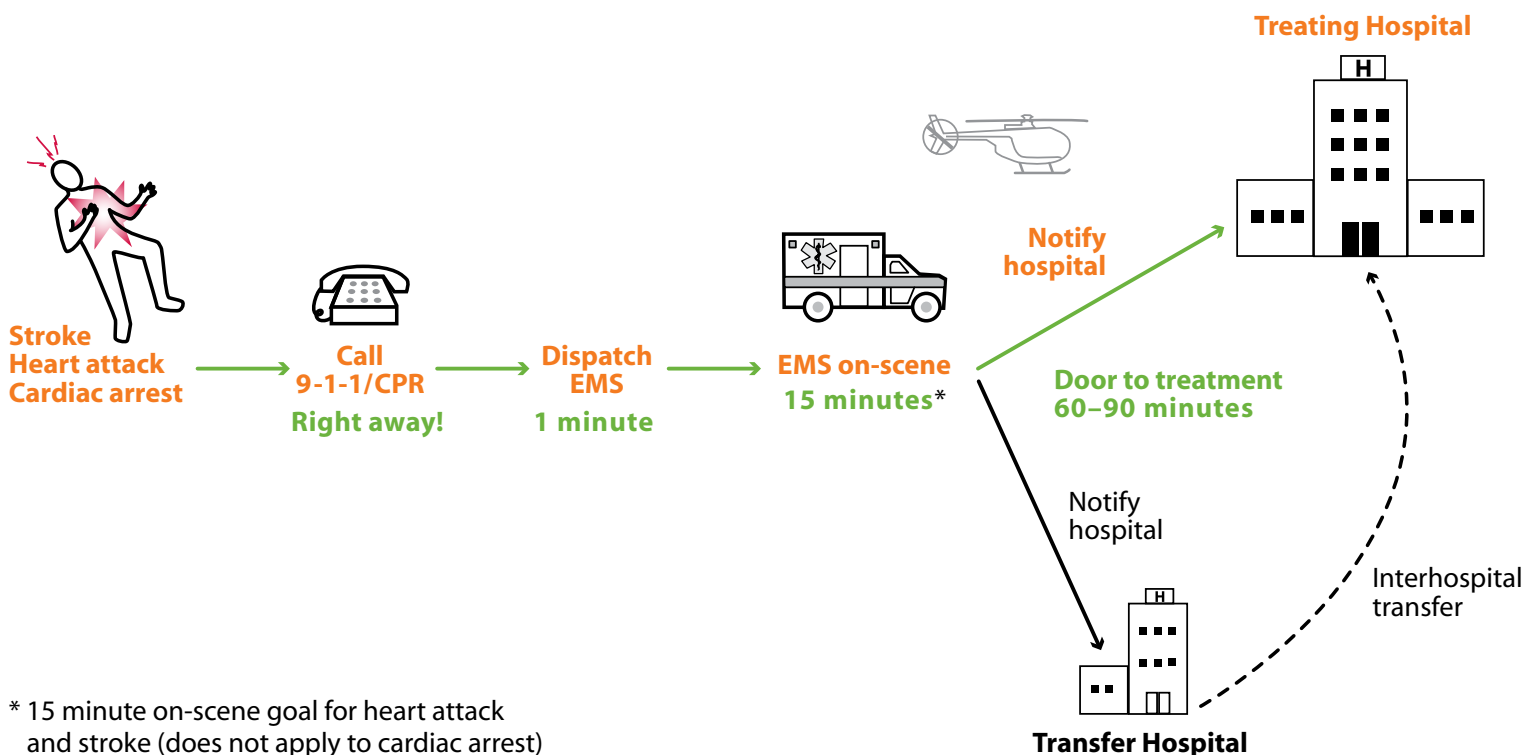 Treating Hospital
H
Notify
hospital
Stroke
Heart attack
Cardiac arrest
Call
9-1-1/CPR
Right away!
Dispatch
EMS
1 minute
EMS on-scene
15 minutes*
Door to treatment
60–90 minutes
Notify
hospital
Interhospital
transfer
H
Transfer Hospital
* 15 minute on-scene goal for heart attack
and stroke (does not apply to cardiac arrest)